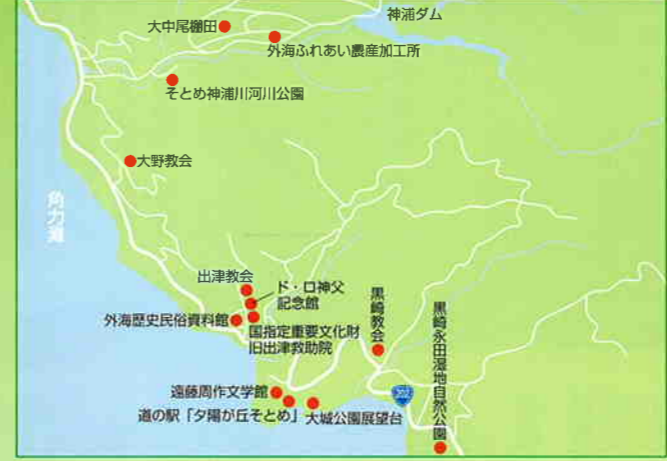 神浦ダム
大中尾棚田
外海ふれあい農産加工所
そとめ神浦川河川公園
大野教会
角力灘
出津教会
ド・ロ神父
記念館
外海歴史民俗資料館
国指定重要文化財
旧出津救助院
黒崎教会
黒崎永田湿地自然公園
遠藤周作文学館
202
道の駅「夕陽が丘そとめ」
大城公園展望台